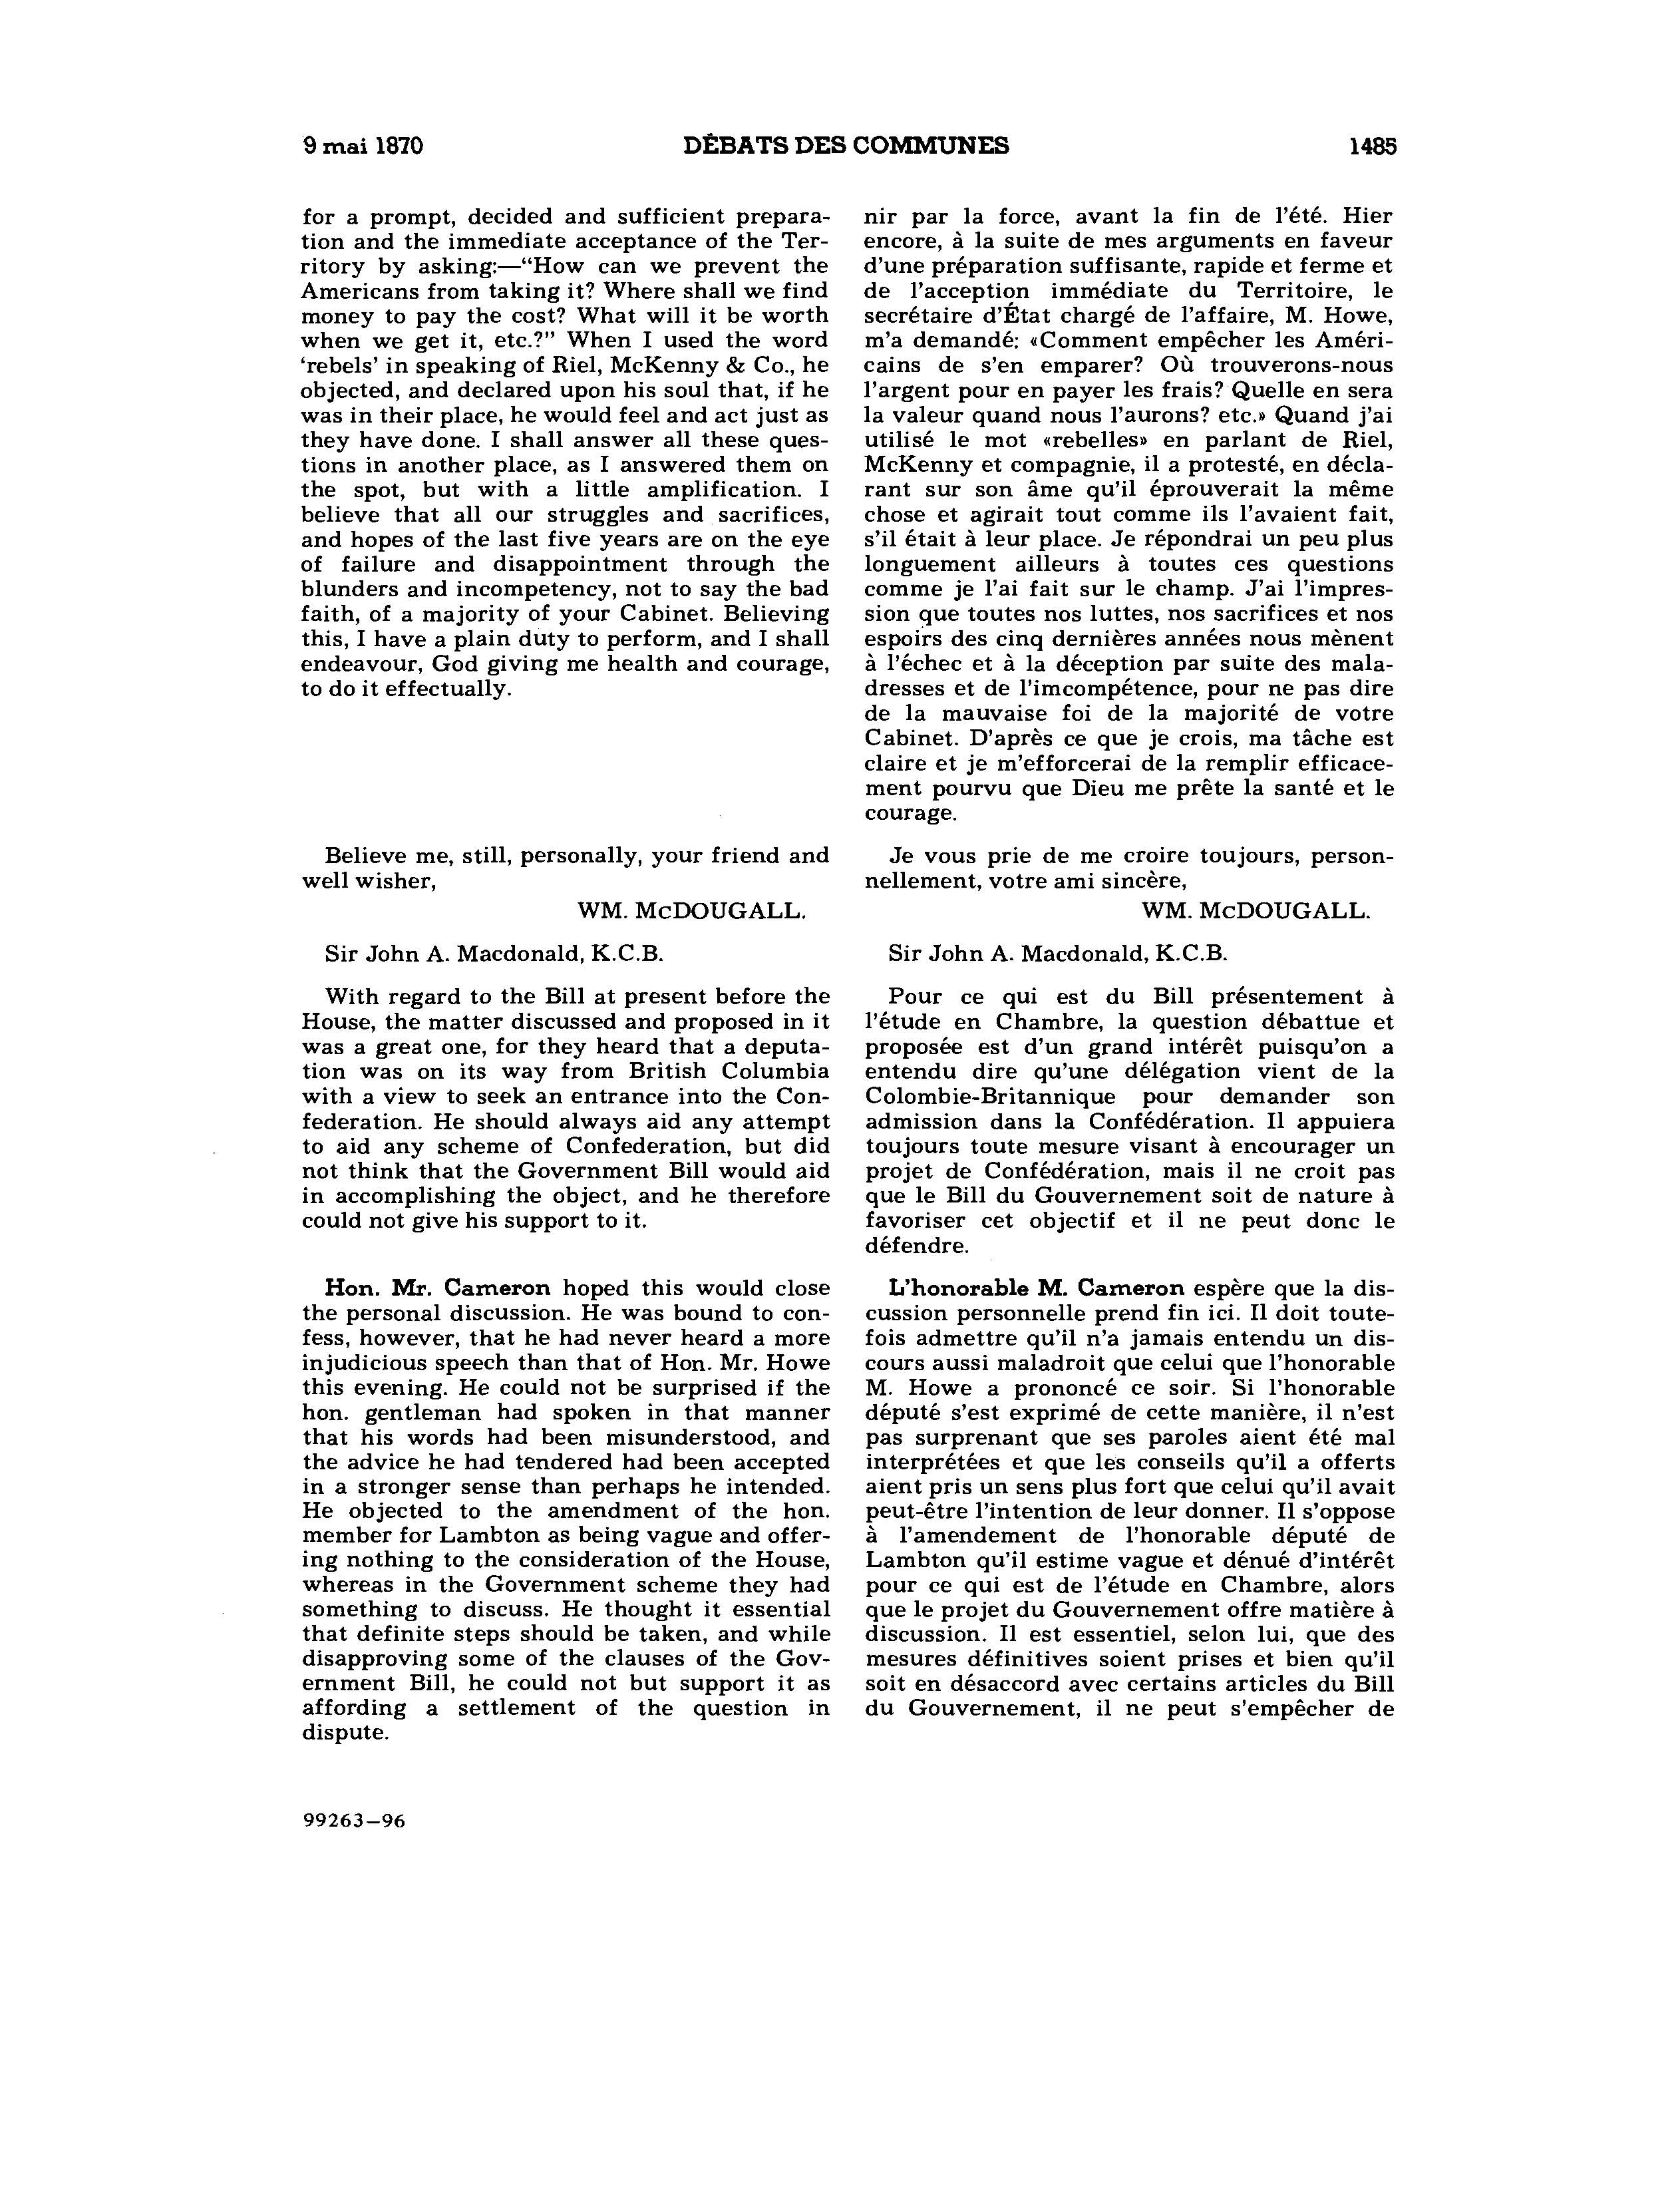 9 mai 1870
DÉBATS DES COMMUNES
1485
for a prompt, decided and sufficient prepara-
tion and the immediate acceptance of the Ter-
ritory by asking:—“How can we prevent the
Americans from taking it? Where shall we find
money to pay the cost? What will it be worth
when we get it, etc.?” When I used the word
‘rebels’ in speaking of Riel, McKenny & Co., he
objected, and declared upon his soul that, if he
was in their place, he would feel and act just as
they have done. I shall answer all these ques-
tions in another place, as I answered them on
the spot, but with a little amplification. I
believe that all our struggles and sacrifices,
and hopes of the last five years are on the eye
of failure and disappointment through the
blunders and incompetency, not to say the bad
faith, of a majority of your Cabinet. Believing
this, I have a plain duty to perform, and I shall
endeavour, God giving me health and courage,
to do it effectually.
Believe me, still, personally, your friend and
well wisher,
WM. McDOUGALL.
Sir John A. Macdonald, K.C.B.
With regard to the Bill at present before the
House, the matter discussed and proposed in it
was a great one, for they heard that a deputa-
tion was on its way from British Columbia
with a view to seek an entrance into the Con-
federation. He should always aid any attempt
to aid any scheme of Confederation, but did
not think that the Government Bill would aid
in accomplishing the object, and he therefore
could not give his support to it.
Hon. Mr. Cameron hoped this would close
the personal discussion. He was bound to con-
fess, however, that he had never heard a more
injudicious speech than that of Hon. Mr. Howe
this evening. He could not be surprised if the
hon. gentleman had spoken in that manner
that his words had been misunderstood, and
the advice he had tendered had been accepted
in a stronger sense than perhaps he intended.
He objected to the amendment of the hon.
member for Lambton as being vague and offer-
ing nothing to the consideration of the House,
whereas in the Government scheme they had
something to discuss. He thought it essential
that definite steps should be taken, and while
disapproving some of the clauses of the Gov-
ernment Bill, he could not but support it as
affording a settlement of the question in
dispute.
nir par la force, avant la fin de l’été. Hier
encore, à la suite de mes arguments en faveur
d’une préparation suffisante, rapide et ferme et
de l’acception immédiate du Territoire, le
secrétaire d’État chargé de l’affaire, M. Howe,
m’a demandé: «Comment empêcher les Améri-
cains de s’en emparer? Où trouverons-nous
l’argent pour en payer les frais? Quelle en sera
la valeur quand nous l’aurons? etc.» Quand j’ai
utilisé le mot «rebelles» en parlant de Riel,
McKenny et compagnie, il a protesté, en décla-
rant sur son âme qu’il éprouverait la même
chose et agirait tout comme ils l’avaient fait,
s’il était à leur place. Je répondrai un peu plus
longuement ailleurs à toutes ces questions
comme je l’ai fait sur le champ. J’ai l’impres-
sion que toutes nos luttes, nos sacrifices et nos
espoirs des cinq dernières années nous mènent
à l’échec et à la déception par suite des mala-
dresses et de l’imcompétence, pour ne pas dire
de la mauvaise foi de la majorité de votre
Cabinet. D’après ce que je crois, ma tâche est
claire et je m’efforcerai de la remplir efficace-
ment pourvu que Dieu me prête la santé et le
courage.
Je vous prie de me croire toujours, person-
nellement, votre ami sincère,
WM. McDOUGALL.
Sir John A. Macdonald, K.C.B.
Pour ce qui est du Bill présentement à
l’étude en Chambre, la question débattue et
proposée est d’un grand intérêt puisqu’on a
entendu dire qu’une délégation vient de la
Colombie-Britannique pour demander son
admission dans la Confédération. Il appuiera
toujours toute mesure visant à encourager un
projet de Confédération, mais il ne croit pas
que le Bill du Gouvernement soit de nature à
favoriser cet objectif et il ne peut donc le
défendre.
L’honorable M. Cameron espère que la dis-
cussion personnelle prend fin ici. Il doit toute-
fois admettre qu’il n’a jamais entendu un dis-
cours aussi maladroit que celui que l’honorable
M. Howe a prononcé ce soir. Si l’honorable
député s’est exprimé de cette manière, il n’est
pas surprenant que ses paroles aient été mal
interprétées et que les conseils qu’il a offerts
aient pris un sens plus fort que celui qu’il avait
peut-être l’intention de leur donner. Il s’oppose
à l’amendement de l’honorable député de
Lambton qu’il estime vague et dénué d’intérêt
pour ce qui est de l’étude en Chambre, alors
que le projet du Gouvernement offre matière à
discussion. Il est essentiel, selon lui, que des
mesures définitives soient prises et bien qu’il
soit en désaccord avec certains articles du Bill
du Gouvernement, il ne peut s’empêcher de
99263—96